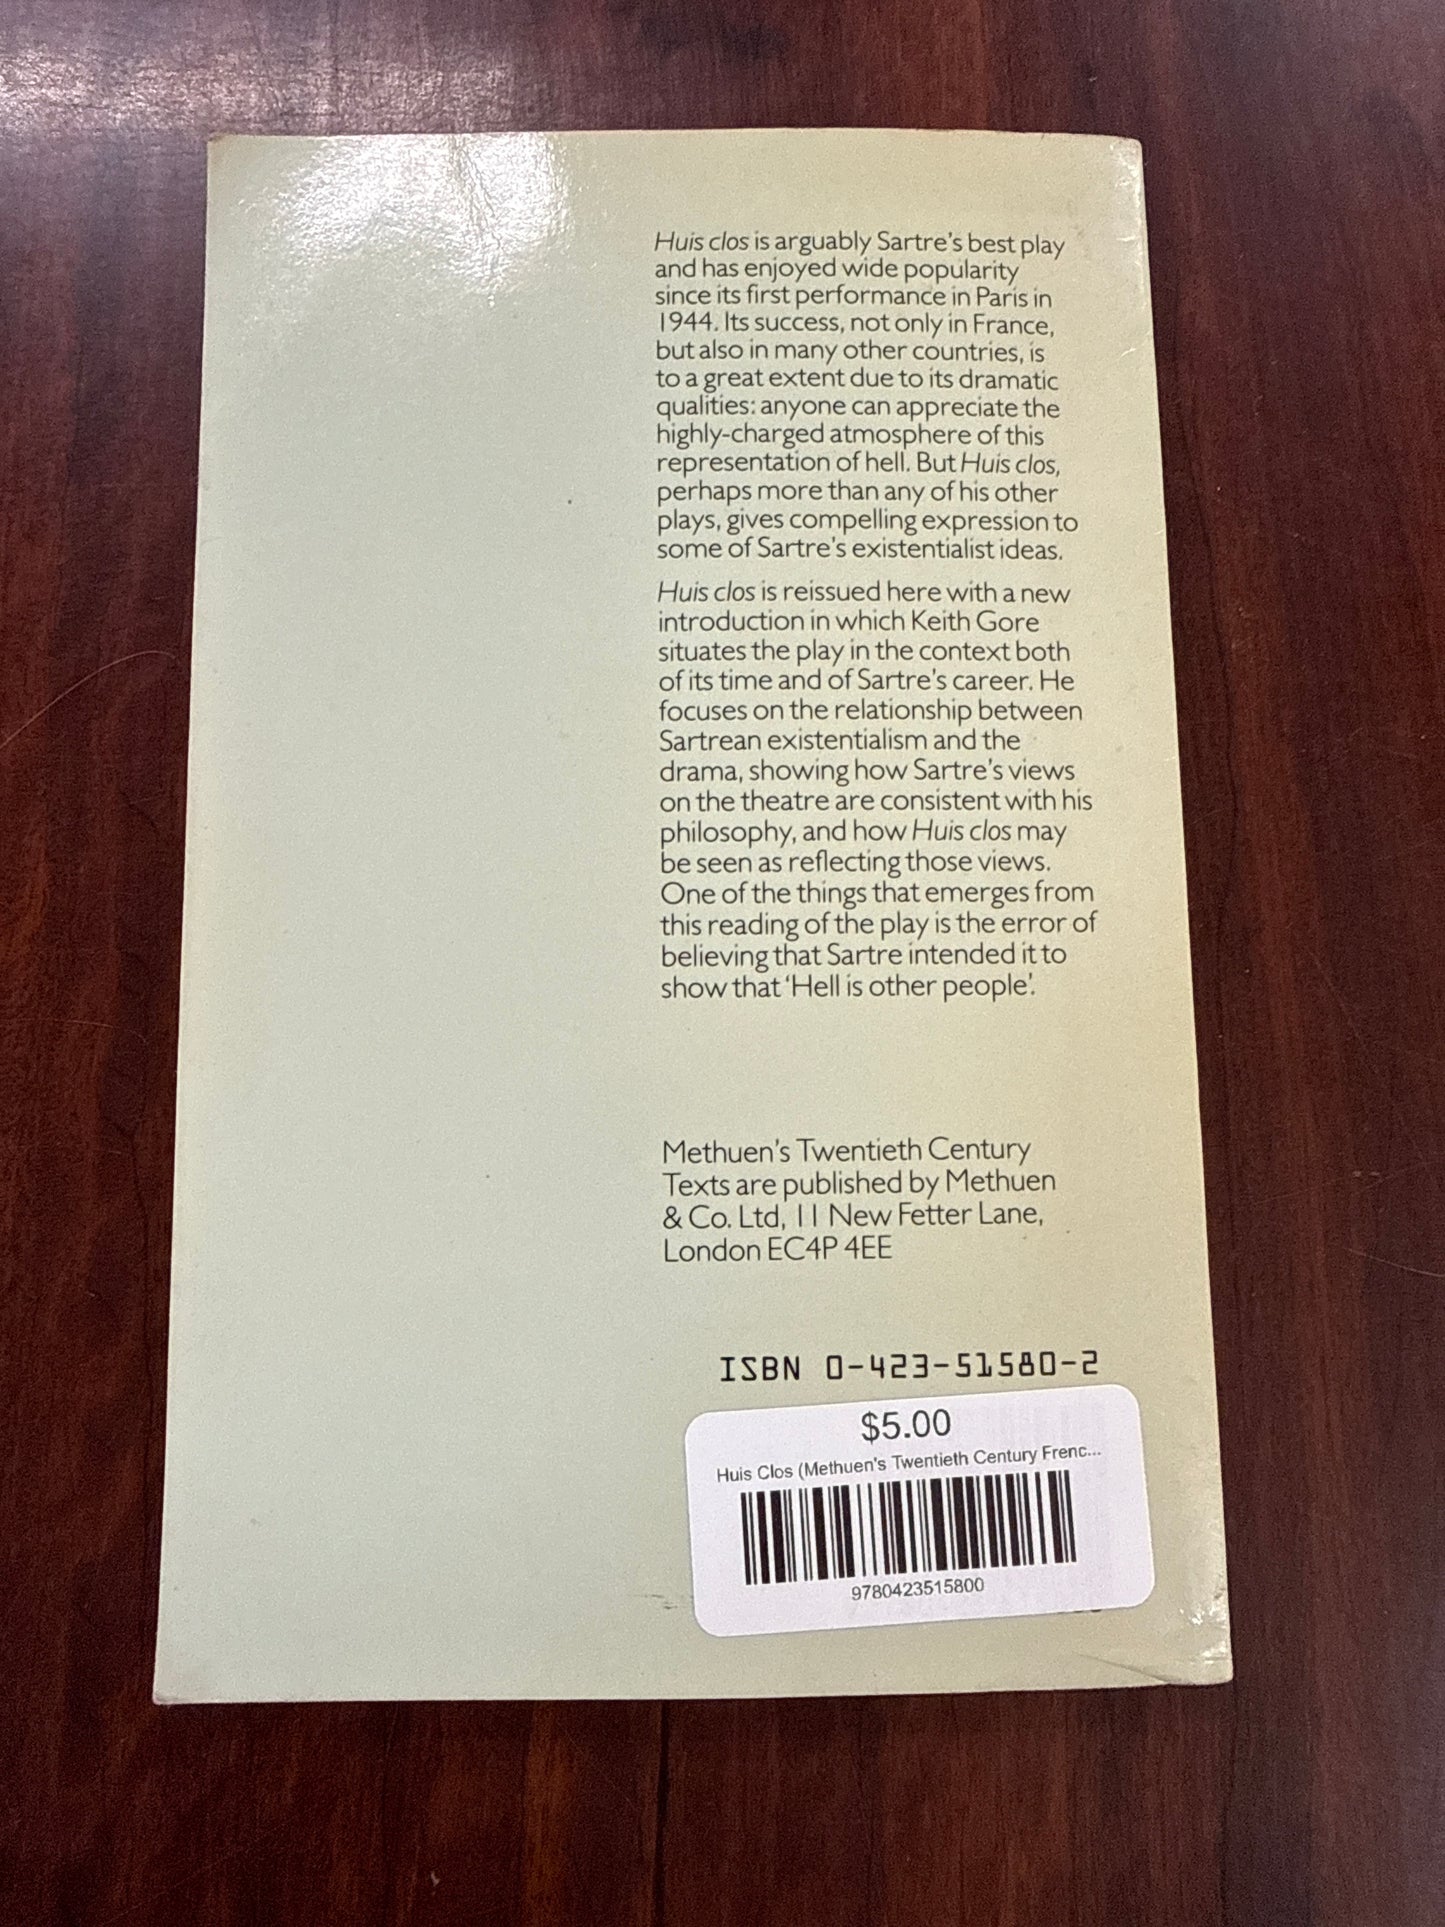 Huis clos is arguably Sartre's best play
and has enjoyed wide popularity
since its first performance in Paris in
1944. Its success, not only in France,
but also in many other countries, is
to a great extent due to its dramatic
qualities: anyone can appreciate the
highly-charged atmosphere of this
representation of hell. But Huis clos,
perhaps more than any of his other
plays, gives compelling expression to
some of Sartre's existentialist ideas.
Huis clos is reissued here with a new
introduction in which Keith Gore
situates the play in the context both
of its time and of Sartre's career. He
focuses on the relationship between
Sartrean existentialism and the
drama, showing how Sartre's views
on the theatre are consistent with his
philosophy, and how Huis clos may
be seen as reflecting those views.
One of the things that emerges from
this reading of the play is the error of
believing that Sartre intended it to
show that 'Hell is other people'.
Methuen's Twentieth Century
Texts are published by Methuen
& Co. Ltd, 11 New Fetter Lane,
London EC4P 4EE
ISBN 0-423-51580-2
$5.00
Huis Clos (Methuen's Twentieth Century Frenc...
9780423515800